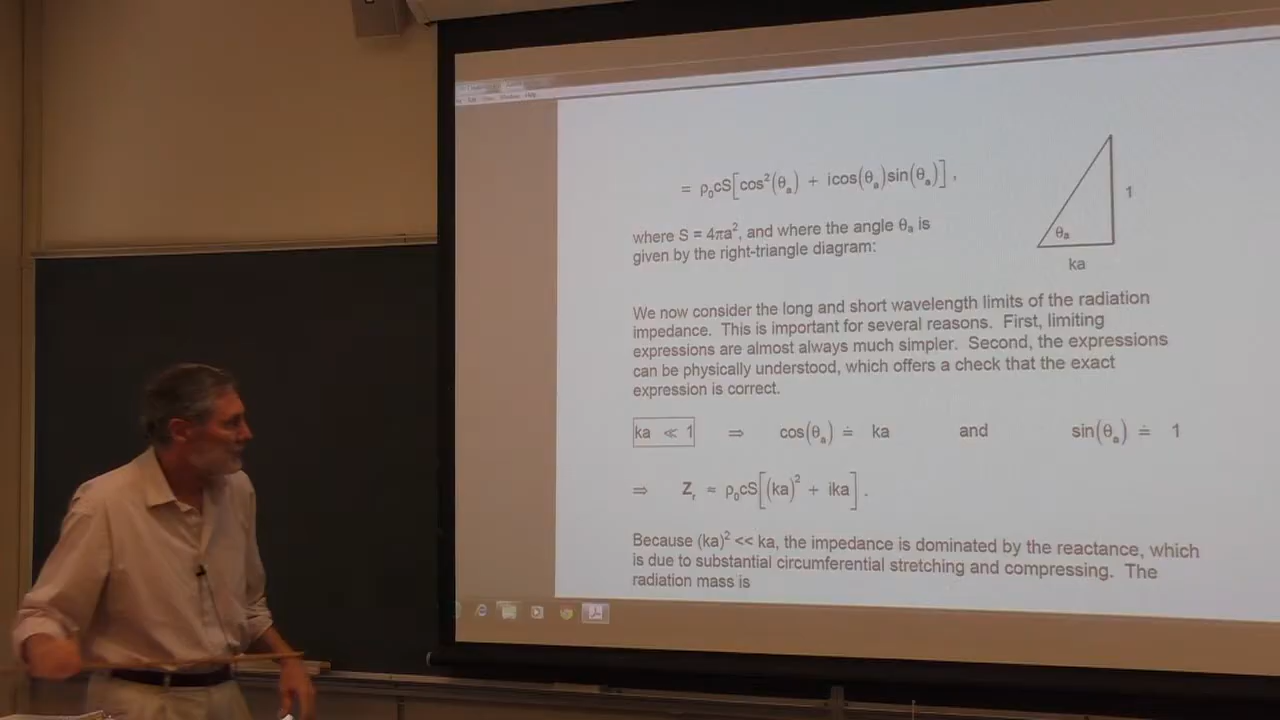 Window Help
= ρ₀cS[cos²(θₐ) + icos(θₐ)sin(θₐ)] ,
where S = 4πa², and where the angle θₐ is
given by the right-triangle diagram:
1
θₐ
ka
We now consider the long and short wavelength limits of the radiation
impedance. This is important for several reasons. First, limiting
expressions are almost always much simpler. Second, the expressions
can be physically understood, which offers a check that the exact
expression is correct.
ka ≪ 1 ⇒ cos(θₐ) ≐ ka and sin(θₐ) ≐ 1
⇒ Zᵣ ≈ ρ₀cS[(ka)² + ika] .
Because (ka)² << ka, the impedance is dominated by the reactance, which
is due to substantial circumferential stretching and compressing. The
radiation mass is